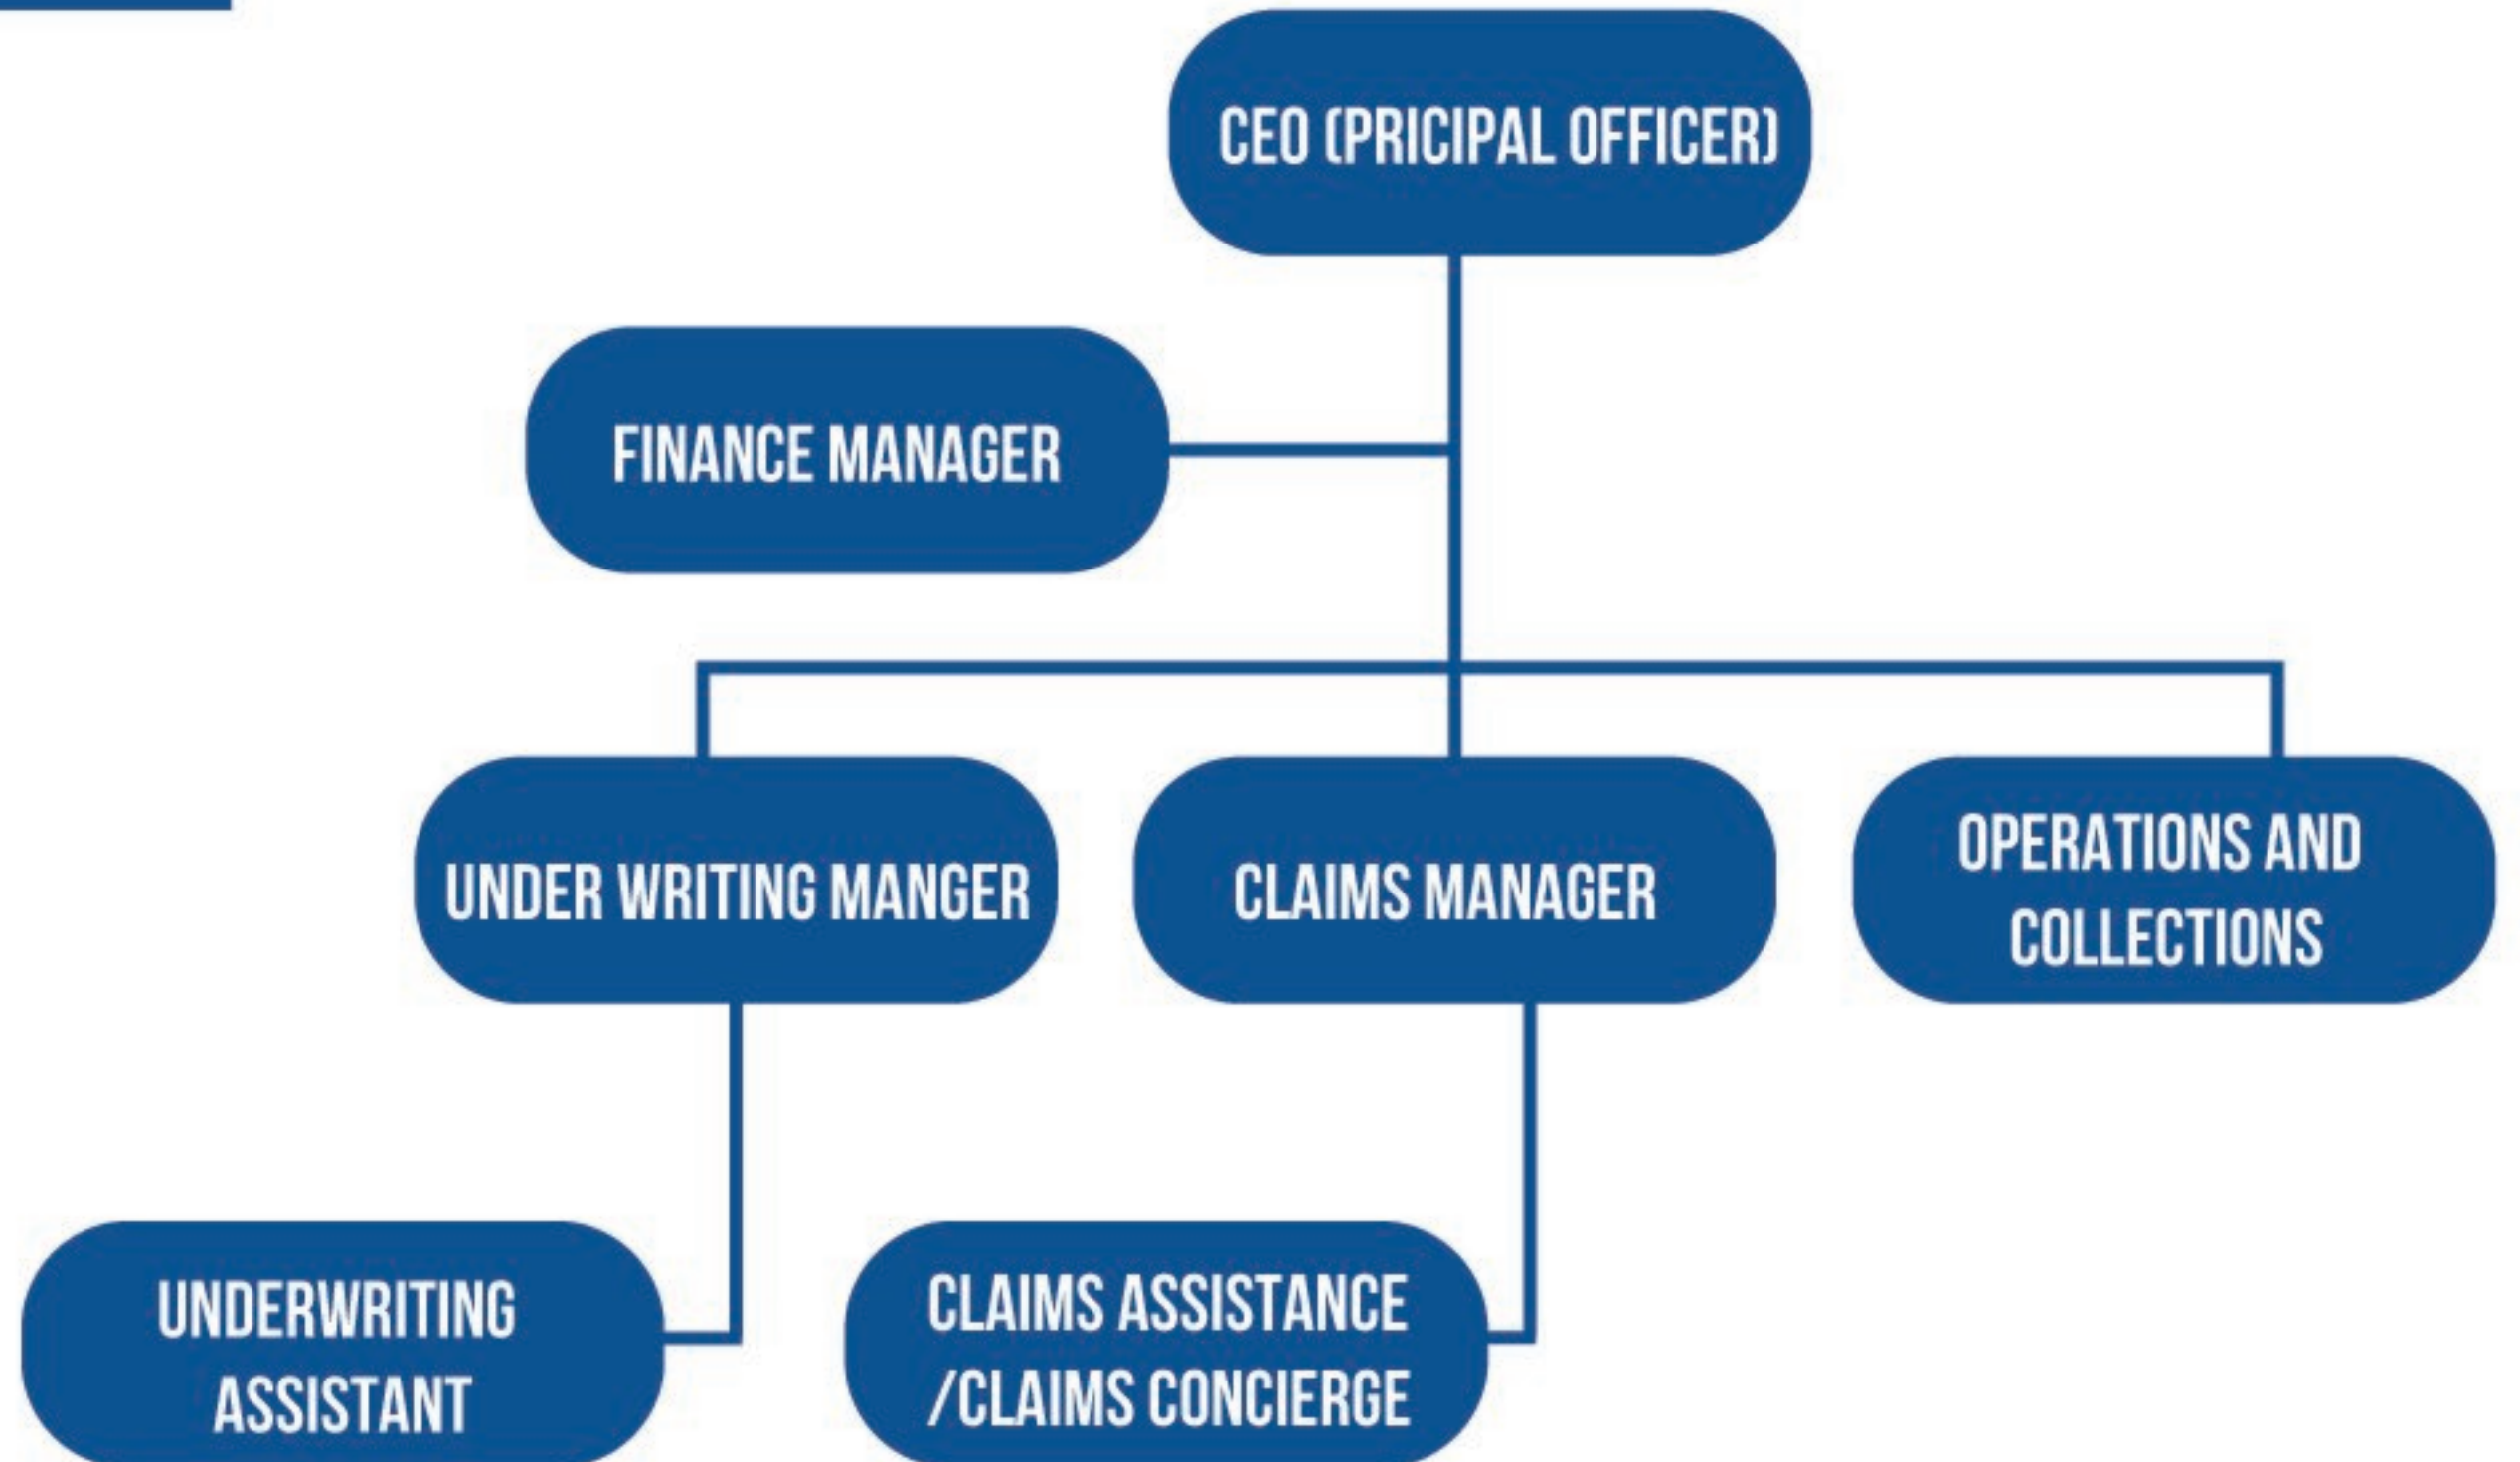 CEO (PRICIPAL OFFICER)
FINANCE MANAGER
UNDER WRITING MANGER
CLAIMS MANAGER
OPERATIONS AND
COLLECTIONS
UNDERWRITING
ASSISTANT
CLAIMS ASSISTANCE
/CLAIMS CONCIERGE